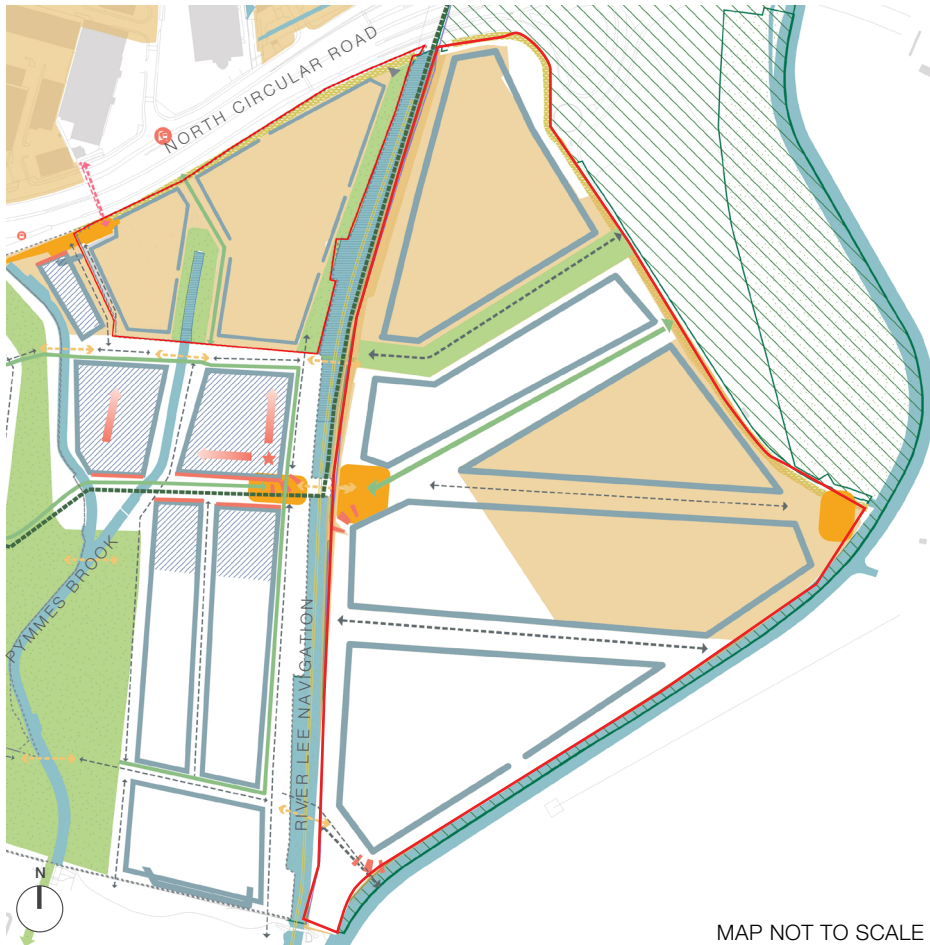 NORTH CIRCULAR ROAD
PYMMES BROOK
RIVER LEE NAVIGATION
N
MAP NOT TO SCALE